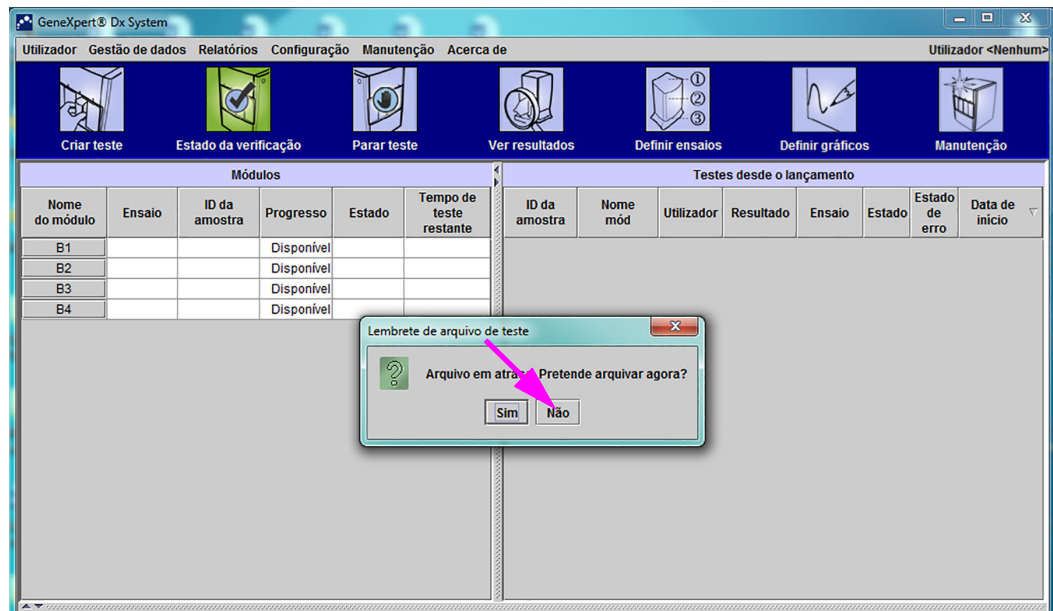 GeneXpert® Dx System
Utilizador Gestão de dados Relatórios Configuração Manutenção Acerca de Utilizador <Nenhum>
Criar teste Estado da verificação Parar teste Ver resultados Definir ensaios Definir gráficos Manutenção
Módulos Testes desde o lançamento
Nome do módulo Ensaio ID da amostra Progresso Estado Tempo de teste restante ID da amostra Nome mód Utilizador Resultado Ensaio Estado Estado de erro Data de início
B1 Disponível
B2 Disponível
B3 Disponível
B4 Disponível
Lembrete de arquivo de teste
Arquivo em Pretende arquivar agora?
Sim Não